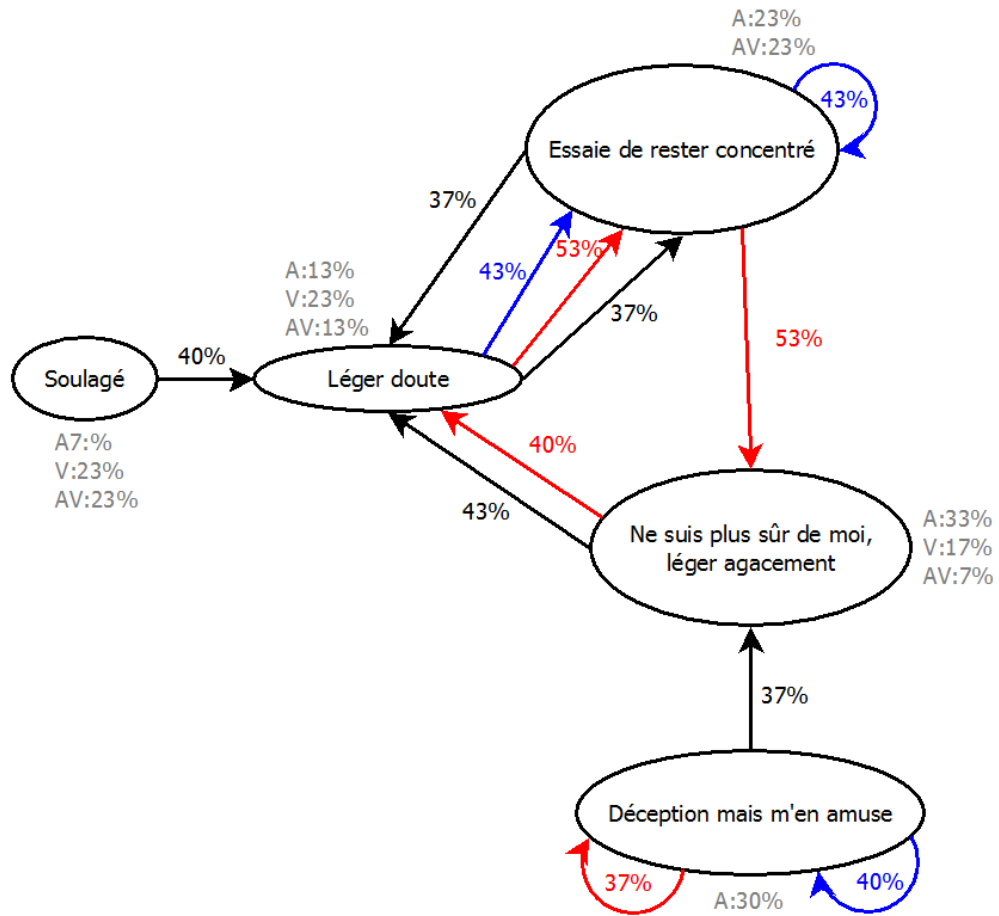 A:23%
AV:23%
43%
Essaie de rester concentré
37%
53%
43%
A:13%
V:23%
AV:13%
37%
53%
40%
Soulagé
Léger doute
A7:%
V:23%
AV:23%
40%
43%
Ne suis plus sûr de moi,
léger agacement
A:33%
V:17%
AV:7%
37%
Déception mais m'en amuse
37%
40%
A:30%